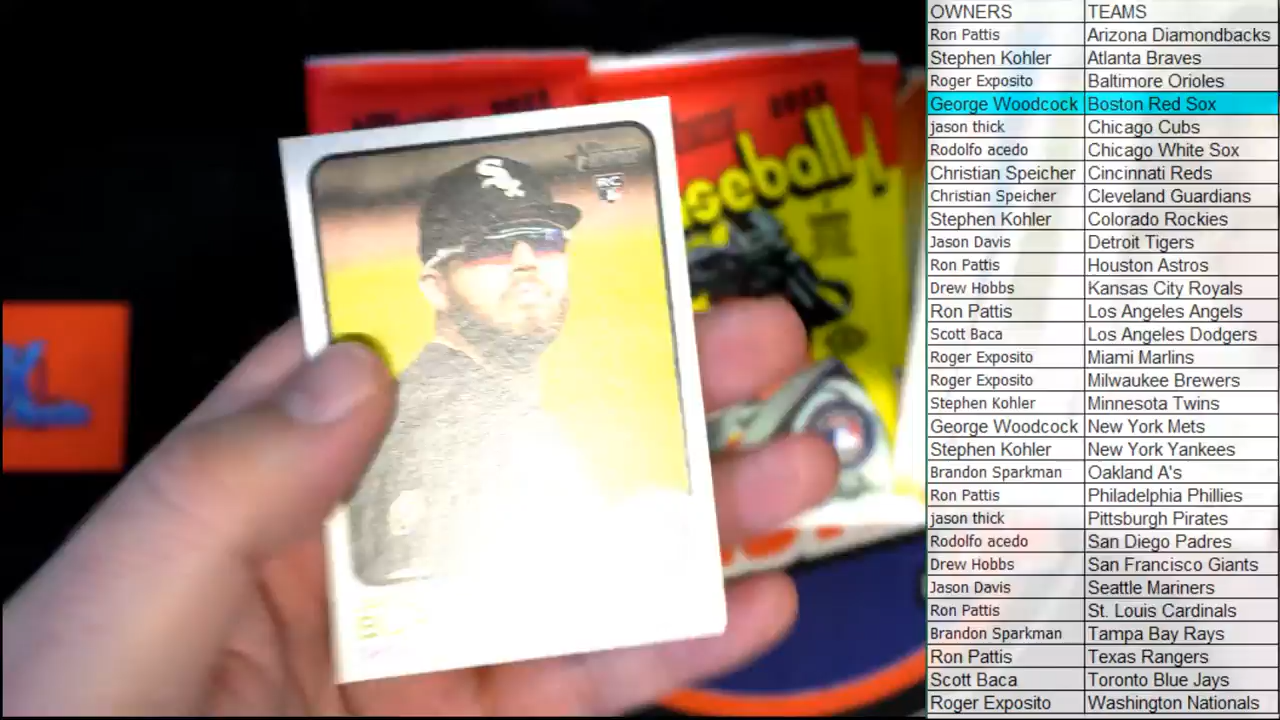 OWNERS TEAMS
Ron Pattis Arizona Diamondbacks
Stephen Kohler Atlanta Braves
Roger Exposito Baltimore Orioles
George Woodcock Boston Red Sox
jason thick Chicago Cubs
Rodolfo acedo Chicago White Sox
Christian Speicher Cincinnati Reds
Christian Speicher Cleveland Guardians
Stephen Kohler Colorado Rockies
Jason Davis Detroit Tigers
Ron Pattis Houston Astros
Drew Hobbs Kansas City Royals
Ron Pattis Los Angeles Angels
Scott Baca Los Angeles Dodgers
Roger Exposito Miami Marlins
Roger Exposito Milwaukee Brewers
Stephen Kohler Minnesota Twins
George Woodcock New York Mets
Stephen Kohler New York Yankees
Brandon Sparkman Oakland A's
Ron Pattis Philadelphia Phillies
jason thick Pittsburgh Pirates
Rodolfo acedo San Diego Padres
Drew Hobbs San Francisco Giants
Jason Davis Seattle Mariners
Ron Pattis St. Louis Cardinals
Brandon Sparkman Tampa Bay Rays
Ron Pattis Texas Rangers
Scott Baca Toronto Blue Jays
Roger Exposito Washington Nationals
seball
Sox
RC